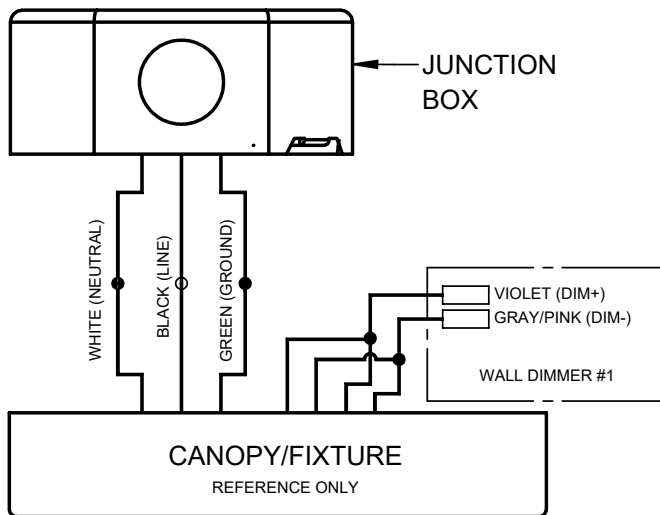 JUNCTION
BOX
WHITE (NEUTRAL)
BLACK (LINE)
GREEN (GROUND)
VIOLET (DIM+)
GRAY/PINK (DIM-)
WALL DIMMER #1
CANOPY/FIXTURE
REFERENCE ONLY